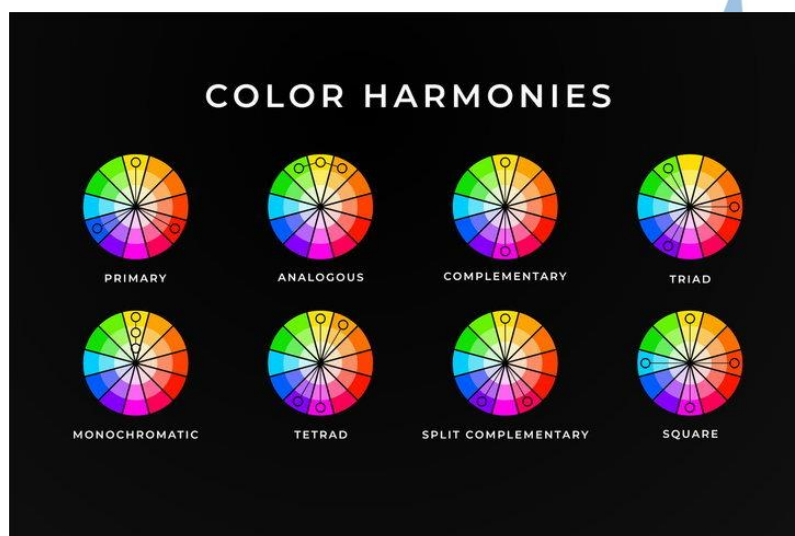 COLOR HARMONIES
PRIMARY
ANALOGOUS
COMPLEMENTARY
TRIAD
MONOCHROMATIC
TETRAD
SPLIT COMPLEMENTARY
SQUARE